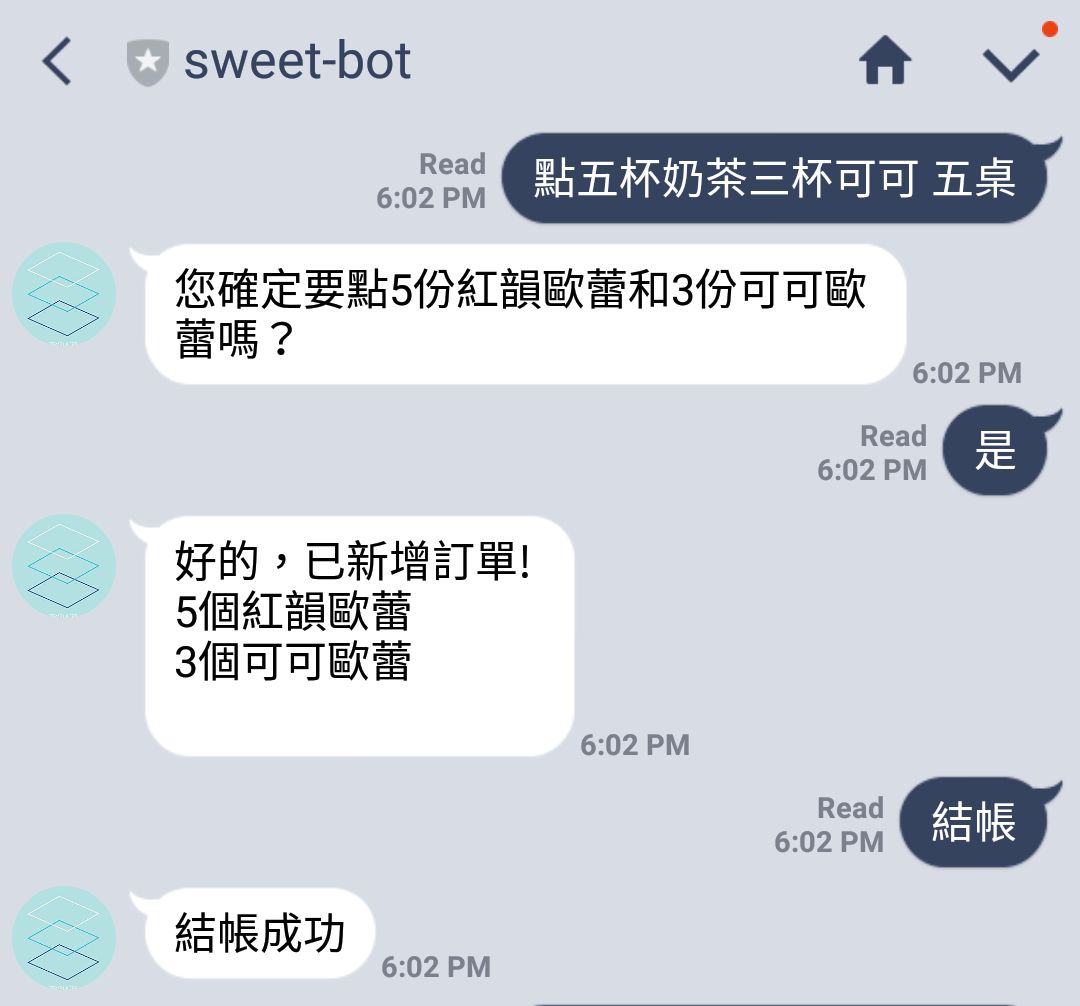 sweet-bot
點五杯奶茶三杯可可 五桌
Read
6:02 PM
您確定要點5份紅韻歐蕾和3份可可歐
蕾嗎？
6:02 PM
是
Read
6:02 PM
好的，已新增訂單!
5個紅韻歐蕾
3個可可歐蕾
6:02 PM
結帳
Read
6:02 PM
結帳成功
6:02 PM